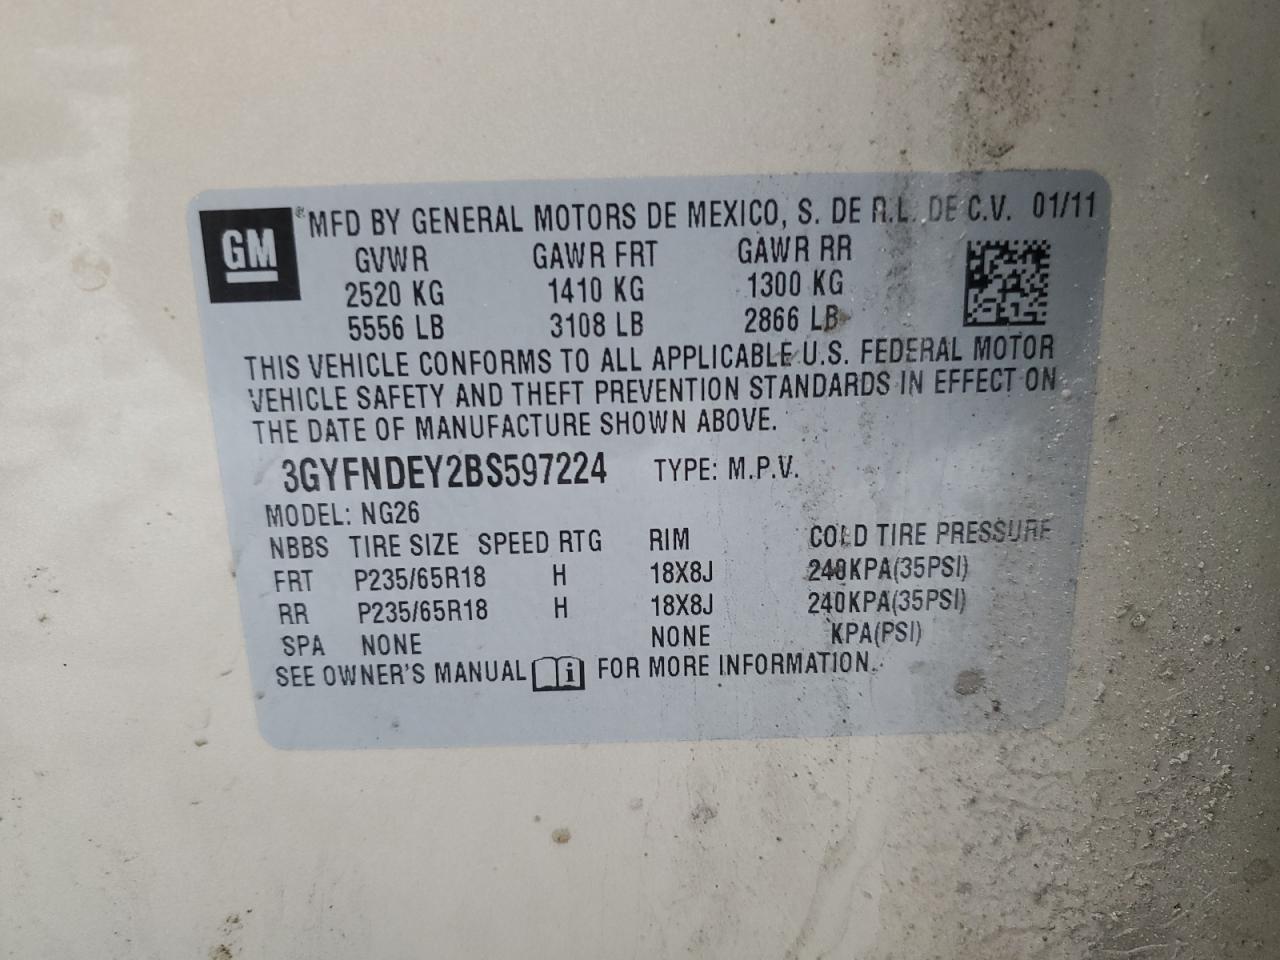 GM ® MFD BY GENERAL MOTORS DE MEXICO, S. DE R.L. DE C.V. 01/11
GVWR GAWR FRT GAWR RR
2520 KG 1410 KG 1300 KG
5556 LB 3108 LB 2866 LB
THIS VEHICLE CONFORMS TO ALL APPLICABLE U.S. FEDERAL MOTOR
VEHICLE SAFETY AND THEFT PREVENTION STANDARDS IN EFFECT ON
THE DATE OF MANUFACTURE SHOWN ABOVE.
3GYFNDEY2BS597224 TYPE: M.P.V.
MODEL: NG26
NBBS TIRE SIZE SPEED RTG RIM COLD TIRE PRESSURE
FRT P235/65R18 H 18X8J 240KPA(35PSI)
RR P235/65R18 H 18X8J 240KPA(35PSI)
SPA NONE NONE KPA(PSI)
SEE OWNER'S MANUAL i FOR MORE INFORMATION.